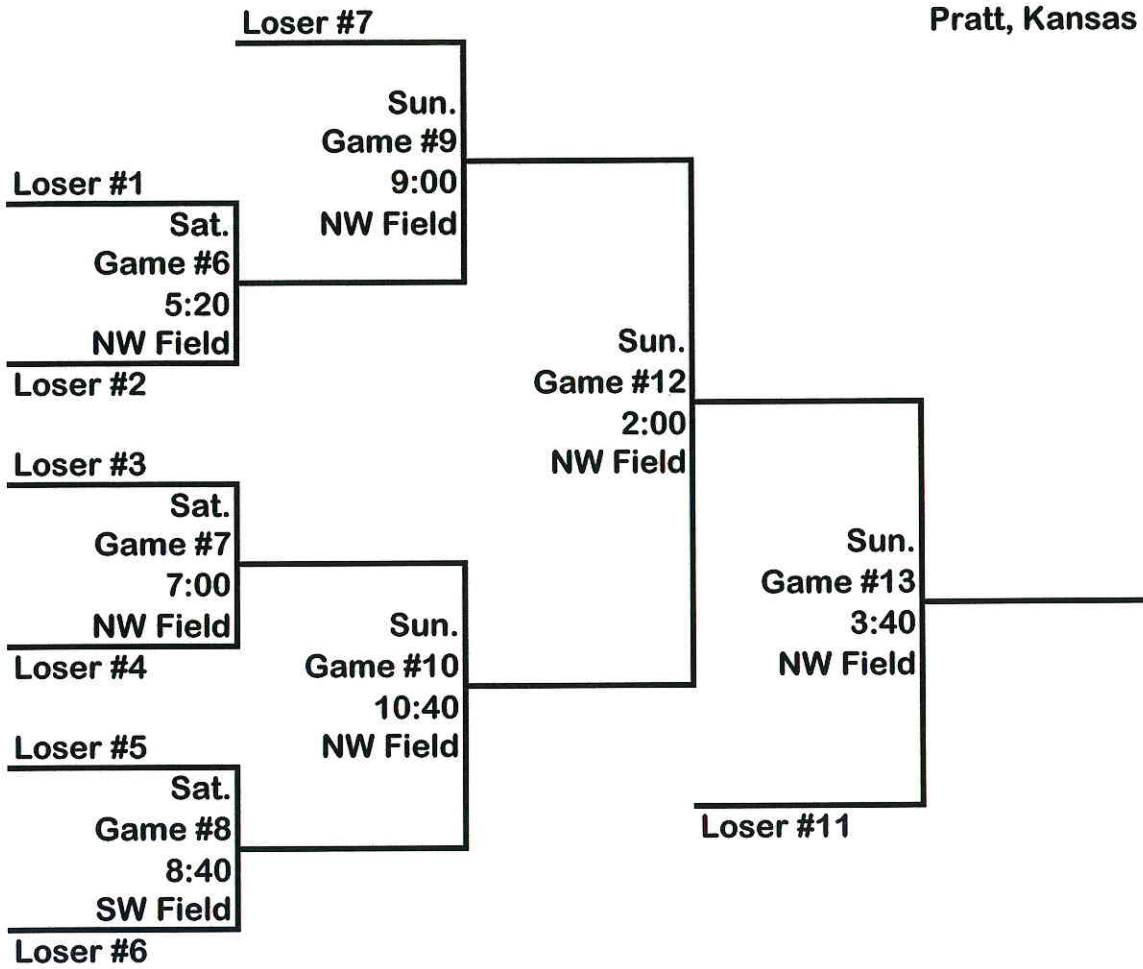 Loser #7
Pratt, Kansas
Sun.
Game #9
9:00
NW Field
Loser #1
Sat.
Game #6
5:20
NW Field
Loser #2
Sun.
Game #12
2:00
NW Field
Loser #3
Sat.
Game #7
7:00
NW Field
Loser #4
Sun.
Game #10
10:40
NW Field
Sun.
Game #13
3:40
NW Field
Loser #5
Sat.
Game #8
8:40
SW Field
Loser #6
Loser #11